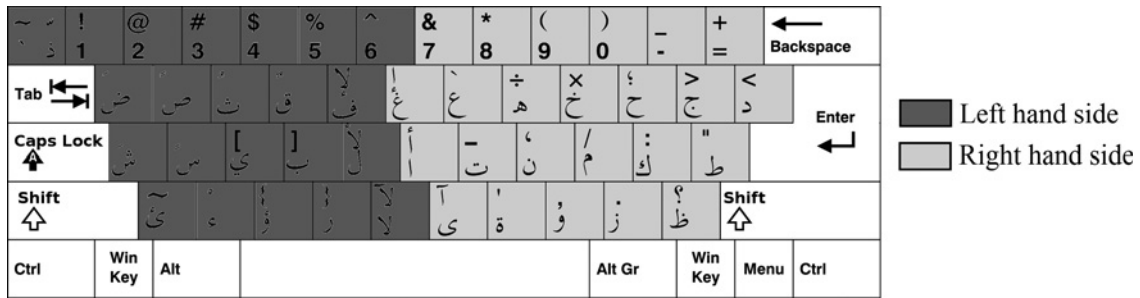 ~ ! @ # $ % ^ & * ( ) _ +
` ذ 1 2 3 4 5 6 7 8 9 0 - = Backspace
Tab ÷ × ؛ > <
ض ص ث ق ف غ ع ه خ ح ج د Enter
Caps Lock [ ] أ - ، / : "
A ش س ي ب ل ا ت ن م ك ط
Shift ~ آ ' . ؟ Shift
ئ ء ؤ ر لا ى ة و ز ظ
Ctrl Win Key Alt Alt Gr Win Key Menu Ctrl
Left hand side
Right hand side